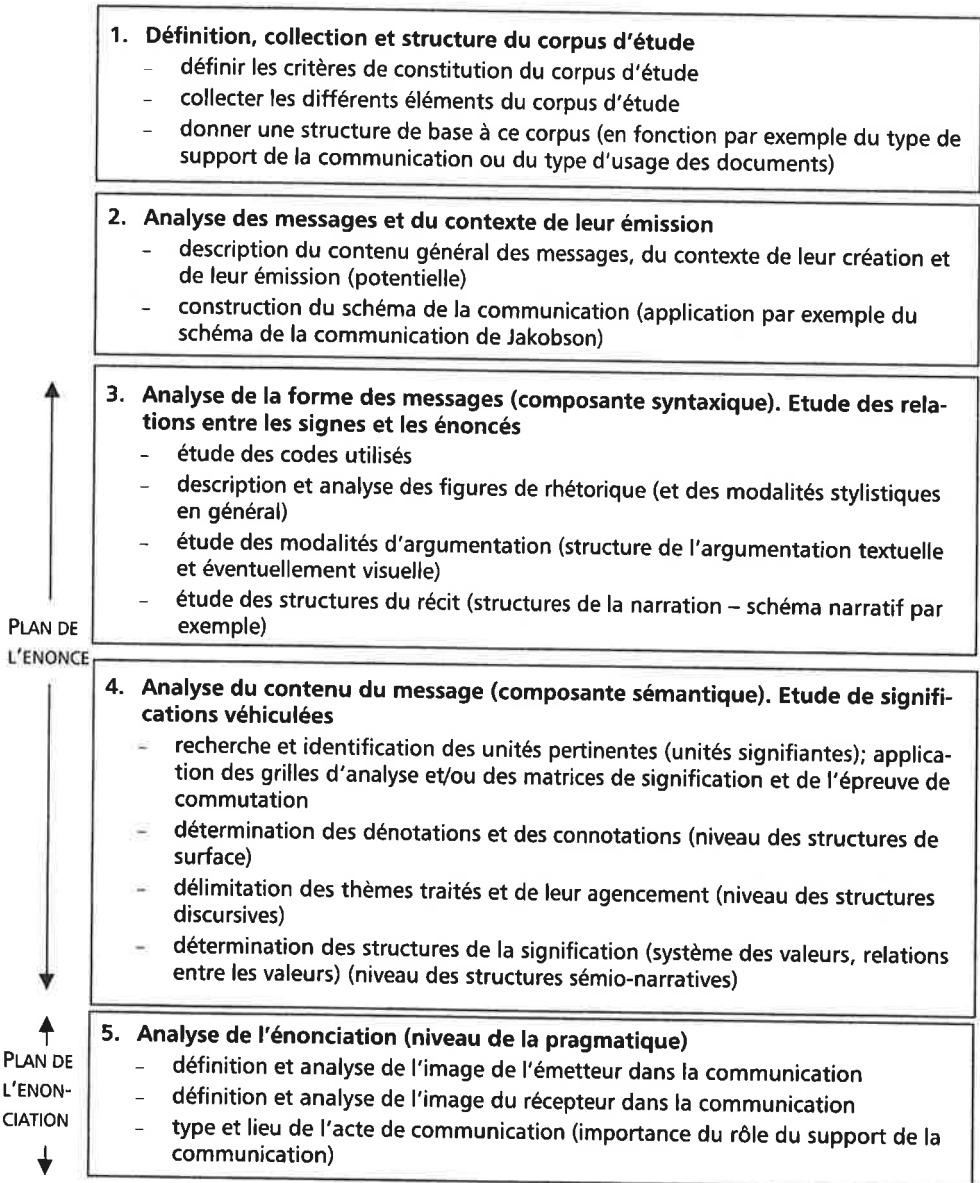 1. Définition, collection et structure du corpus d'étude
- définir les critères de constitution du corpus d'étude
- collecter les différents éléments du corpus d'étude
- donner une structure de base à ce corpus (en fonction par exemple du type de
support de la communication ou du type d'usage des documents)
2. Analyse des messages et du contexte de leur émission
- description du contenu général des messages, du contexte de leur création et
de leur émission (potentielle)
- construction du schéma de la communication (application par exemple du
schéma de la communication de Jakobson)
PLAN DE
L'ENONCE
3. Analyse de la forme des messages (composante syntaxique). Etude des rela-
tions entre les signes et les énoncés
- étude des codes utilisés
- description et analyse des figures de rhétorique (et des modalités stylistiques
en général)
- étude des modalités d'argumentation (structure de l'argumentation textuelle
et éventuellement visuelle)
- étude des structures du récit (structures de la narration – schéma narratif par
exemple)
4. Analyse du contenu du message (composante sémantique). Etude de signifi-
cations véhiculées
- recherche et identification des unités pertinentes (unités signifiantes); applica-
tion des grilles d'analyse et/ou des matrices de signification et de l'épreuve de
commutation
- détermination des dénotations et des connotations (niveau des structures de
surface)
- délimitation des thèmes traités et de leur agencement (niveau des structures
discursives)
- détermination des structures de la signification (système des valeurs, relations
entre les valeurs) (niveau des structures sémio-narratives)
PLAN DE
L'ENON-
CIATION
5. Analyse de l'énonciation (niveau de la pragmatique)
- définition et analyse de l'image de l'émetteur dans la communication
- définition et analyse de l'image du récepteur dans la communication
- type et lieu de l'acte de communication (importance du rôle du support de la
communication)